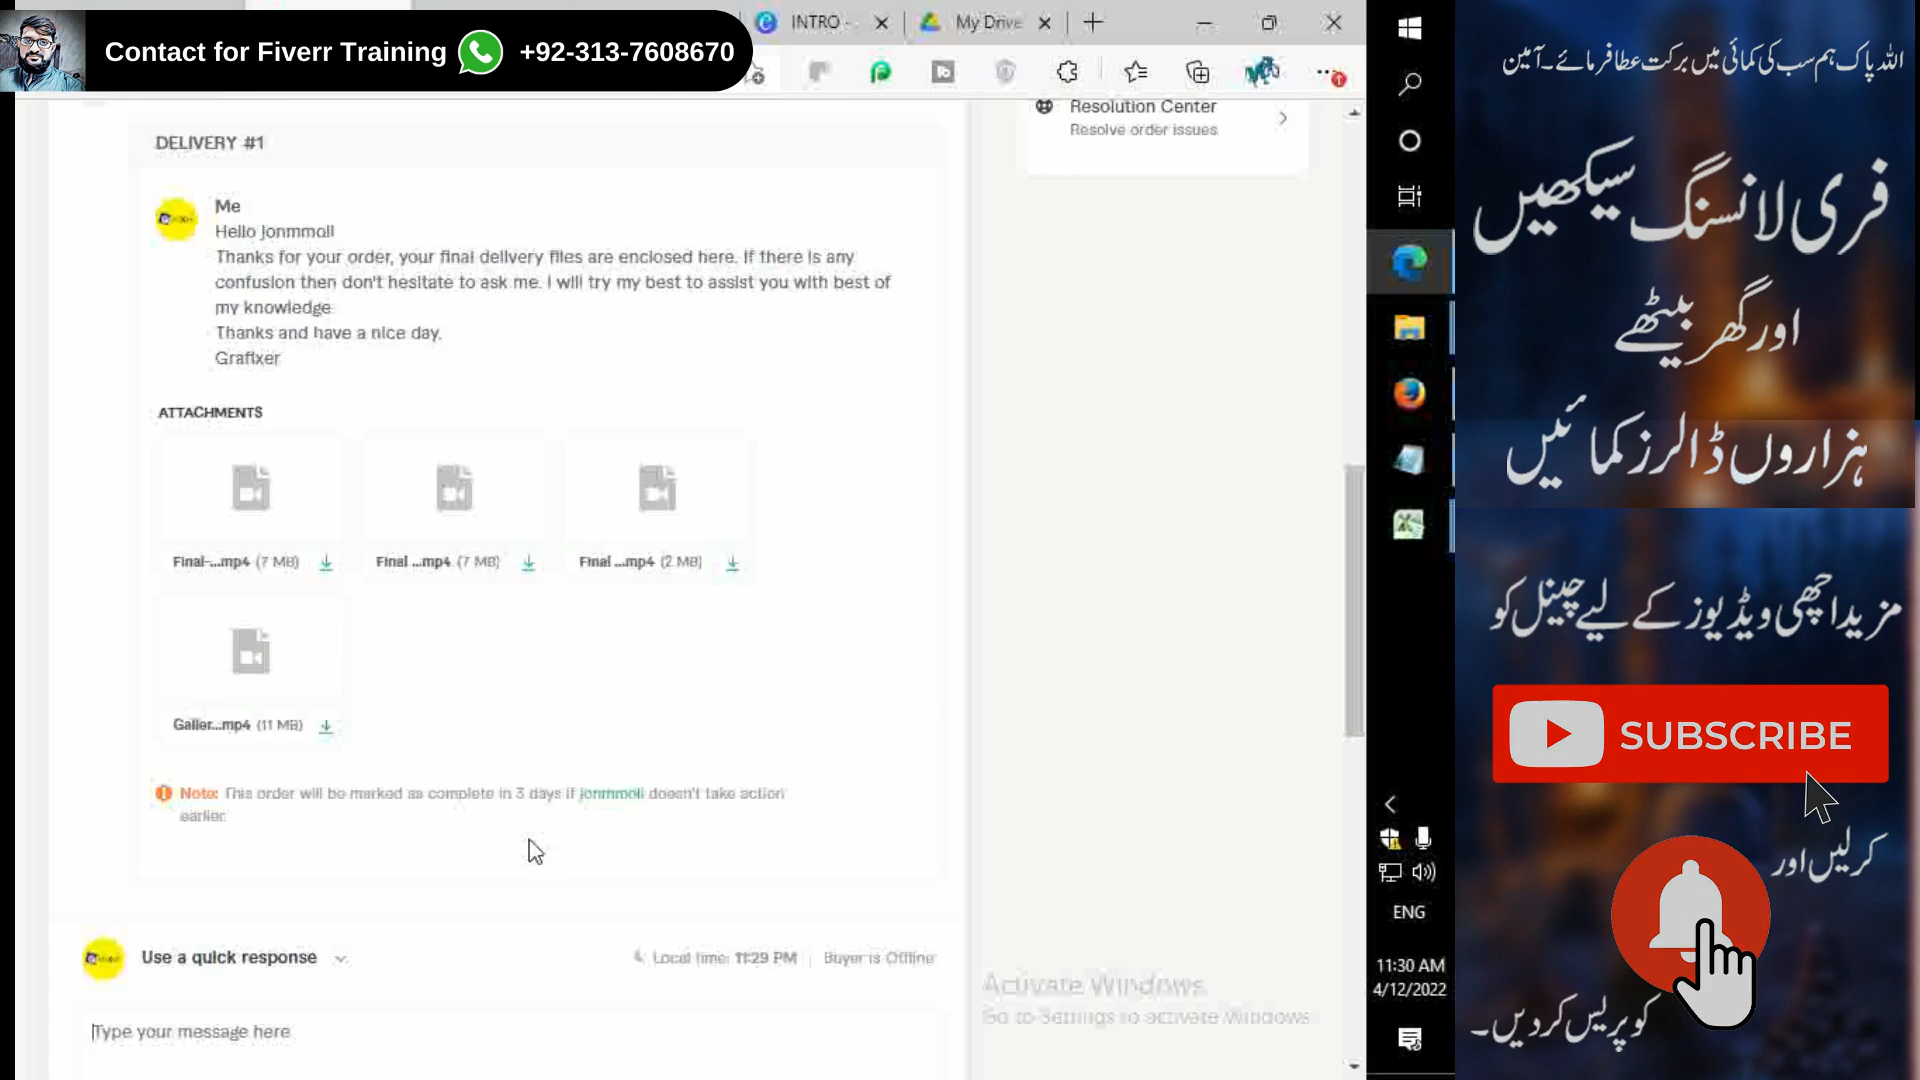 Contact for Fiverr Training
+92-313-7608670
INTRO -
My Drive
Resolution Center
Resolve order issues
DELIVERY #1
Me
Hello jonmmoll
Thanks for your order, your final delivery files are enclosed here. If there is any
confusion then don't hesitate to ask me. I will try my best to assist you with best of
my knowledge
Thanks and have a nice day.
Grafixer
ATTACHMENTS
Final-...mp4 (7 MB)
Final ...mp4 (7 MB)
Final ...mp4 (2 MB)
Galler...mp4 (11 MB)
Note: This order will be marked as complete in 3 days if jonmmoll doesn't take action
earlier.
Use a quick response
Local time: 11:29 PM
Buyer is Offline
Type your message here
Activate Windows
Go to Settings to activate Windows.
ENG
11:30 AM
4/12/2022
اللہ پاک ہم سب کی کمائی میں برکت عطا فرمائے۔ آمین
فری لانسنگ سیکھیں
اور گھر بیٹھے
ہزاروں ڈالرز کمائیں
مزید اچھی ویڈیوز کے لیے چینل کو
SUBSCRIBE
کرلیں اور
کو پریس کر دیں۔